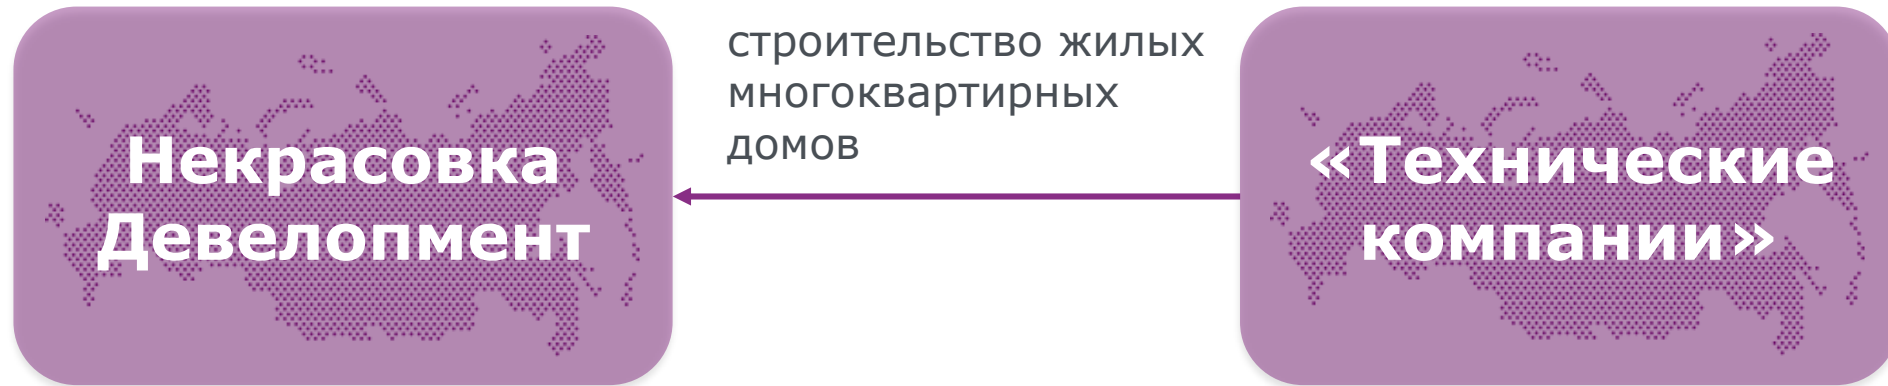 Некрасовка
Девелопмент
строительство жилых
многоквартирных
домов
«Технические
компании»